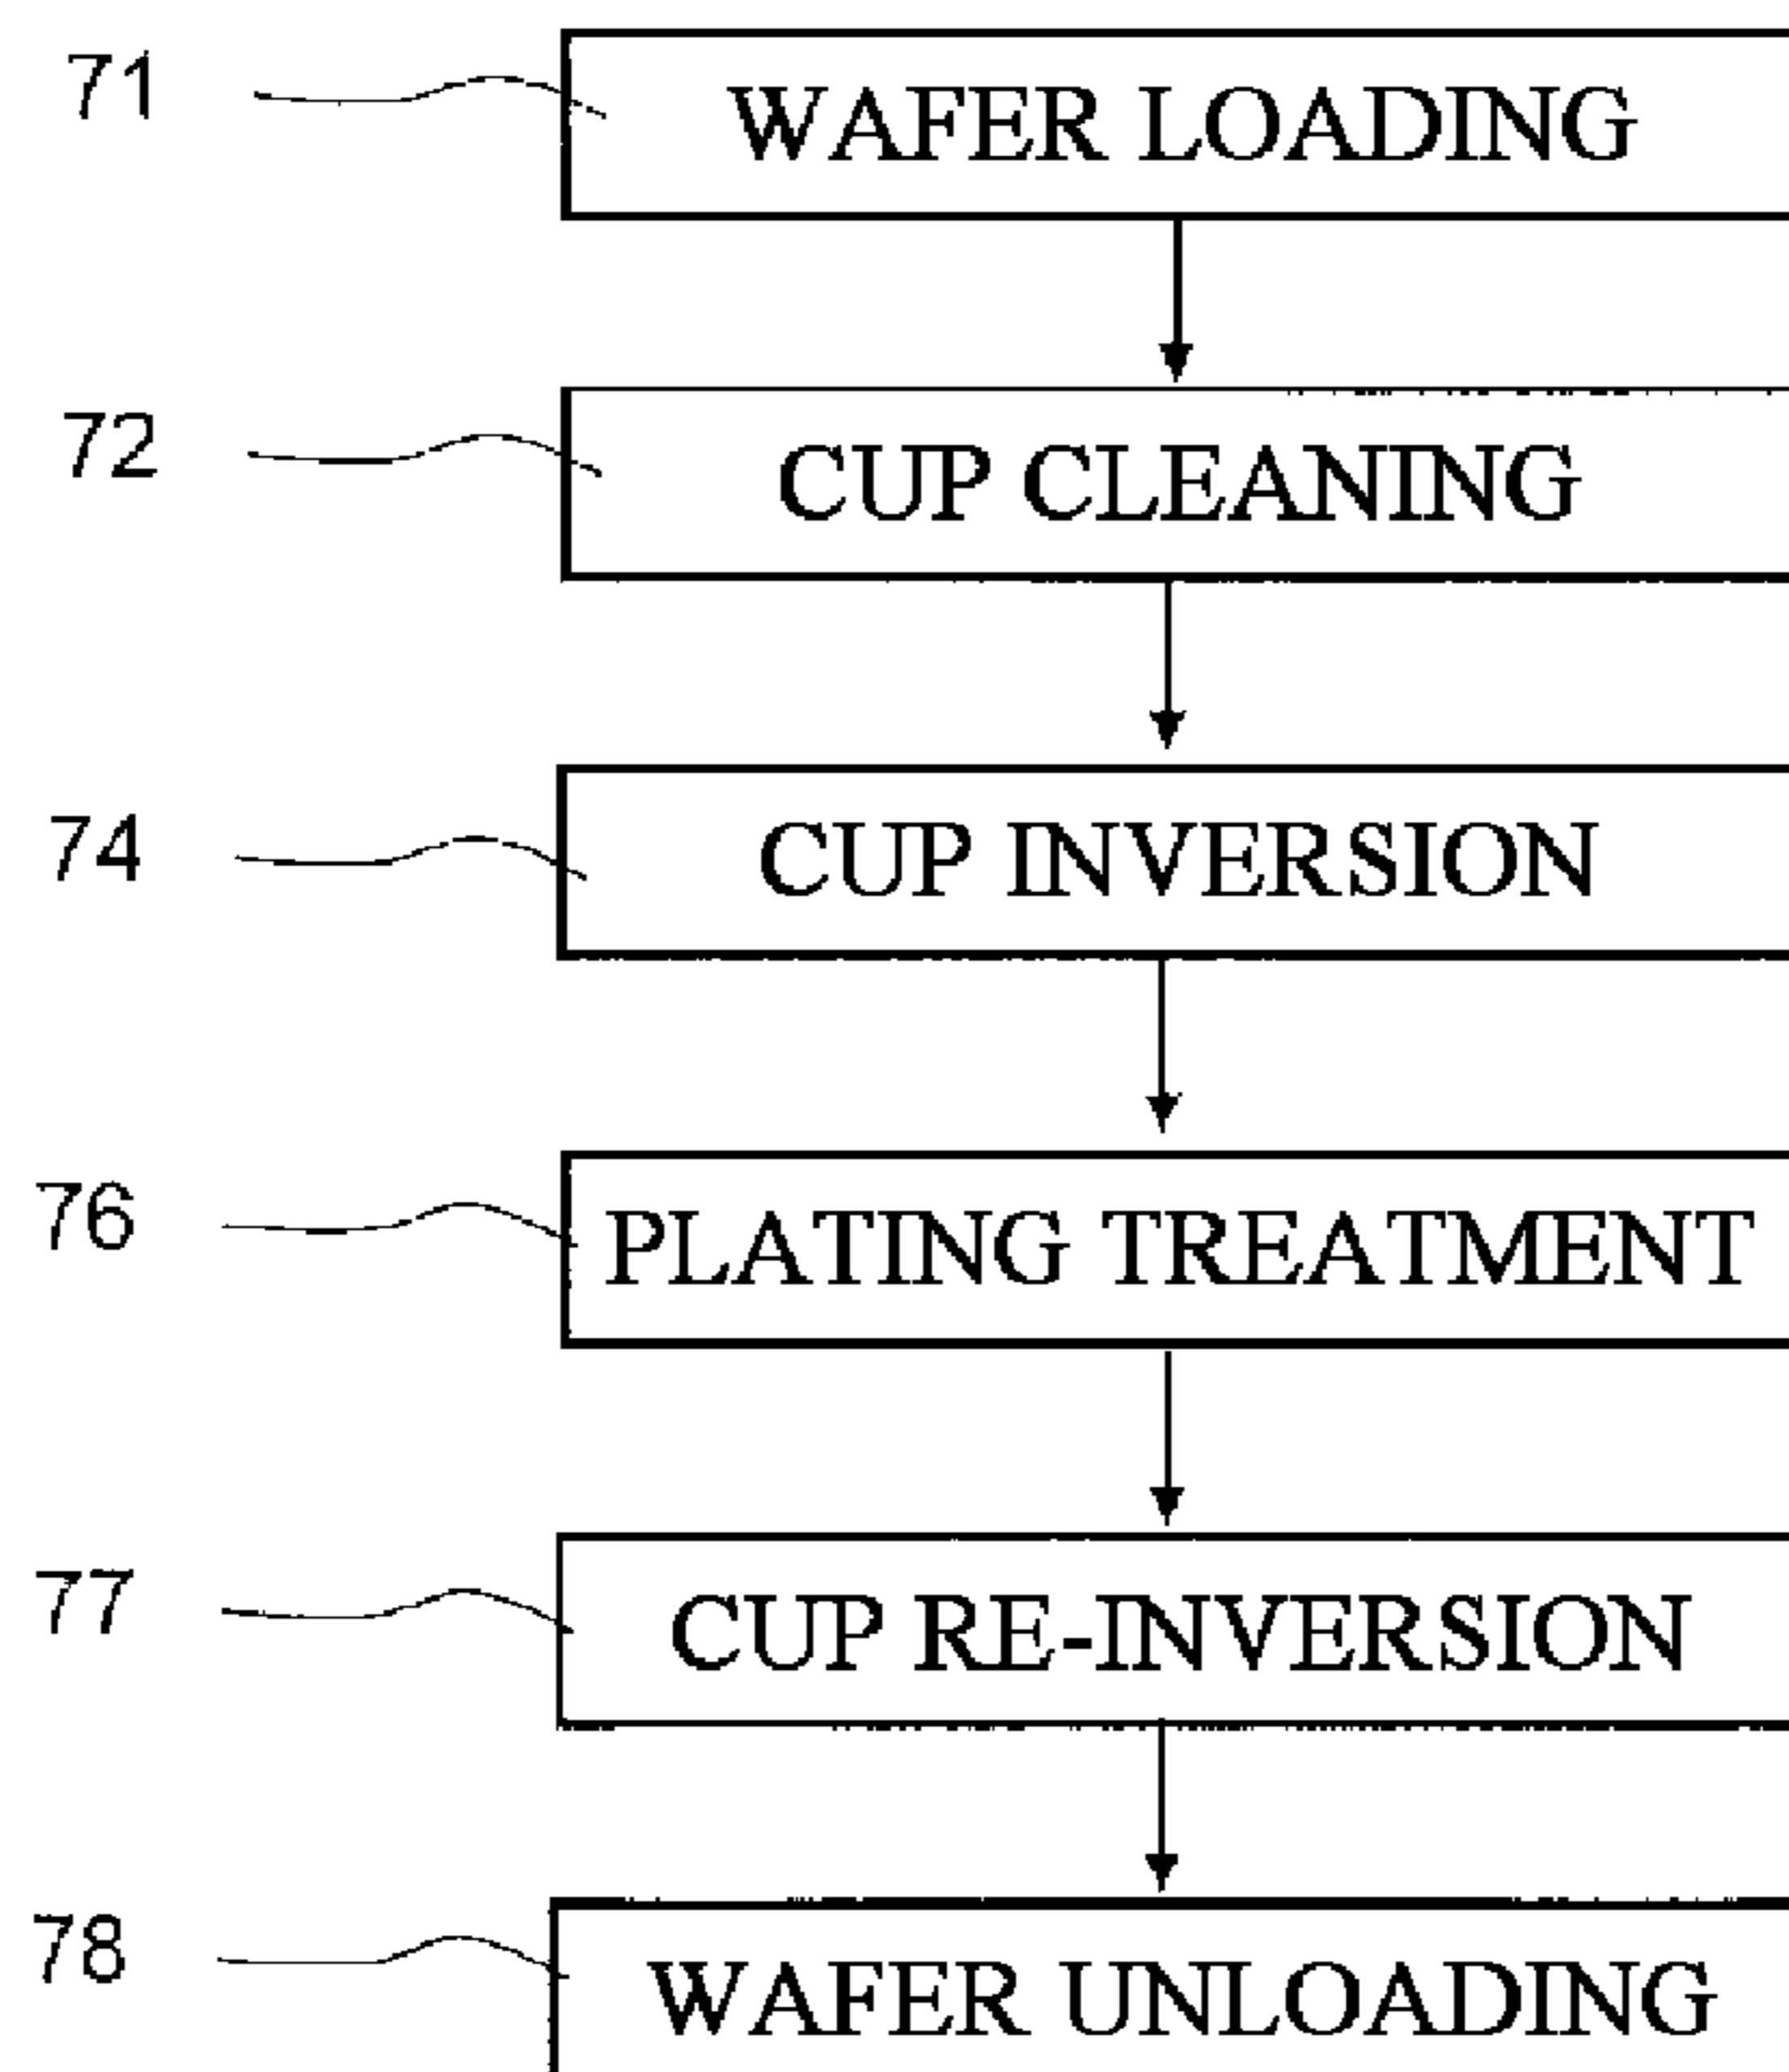 71 WAFER LOADING
72 CUP CLEANING
74 CUP INVERSION
76 PLATING TREATMENT
77 CUP RE-INVERSION
78 WAFER UNLOADING